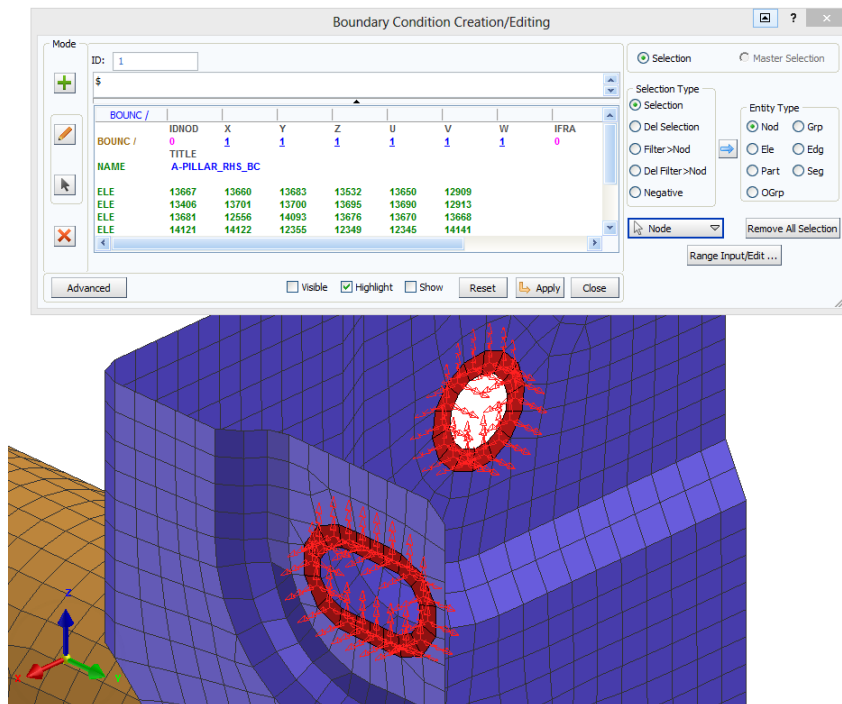 Boundary Condition Creation/Editing
?
Mode
ID: 1
$
BOUNC /
IDNOD X Y Z U V W IFRA
BOUNC / 0 1 1 1 1 1 1 0
TITLE
NAME A-PILLAR_RHS_BC
ELE 13667 13660 13683 13532 13650 12909
ELE 13406 13701 13700 13695 13690 12913
ELE 13681 12556 14093 13676 13670 13668
ELE 14121 14122 12355 12349 12345 14141
Advanced Visible Highlight Show Reset Apply Close
Selection Master Selection
Selection Type
Selection
Del Selection
Filter>Nod
Del Filter>Nod
Negative
Entity Type
Nod Grp
Ele Edg
Part Seg
OGrp
Node Remove All Selection
Range Input/Edit ...
Z
X
Y